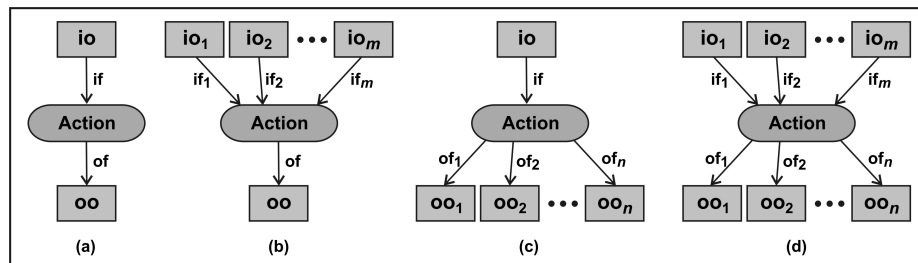 io io₁ io₂ ••• ioₘ io io₁ io₂ ••• ioₘ
if if₁ if₂ ifₘ if if₁ if₂ ifₘ
Action Action Action Action
of of of₁ of₂ ofₙ of₁ of₂ ofₙ
oo oo oo₁ oo₂ ••• ooₙ oo₁ oo₂ ••• ooₙ
(a) (b) (c) (d)